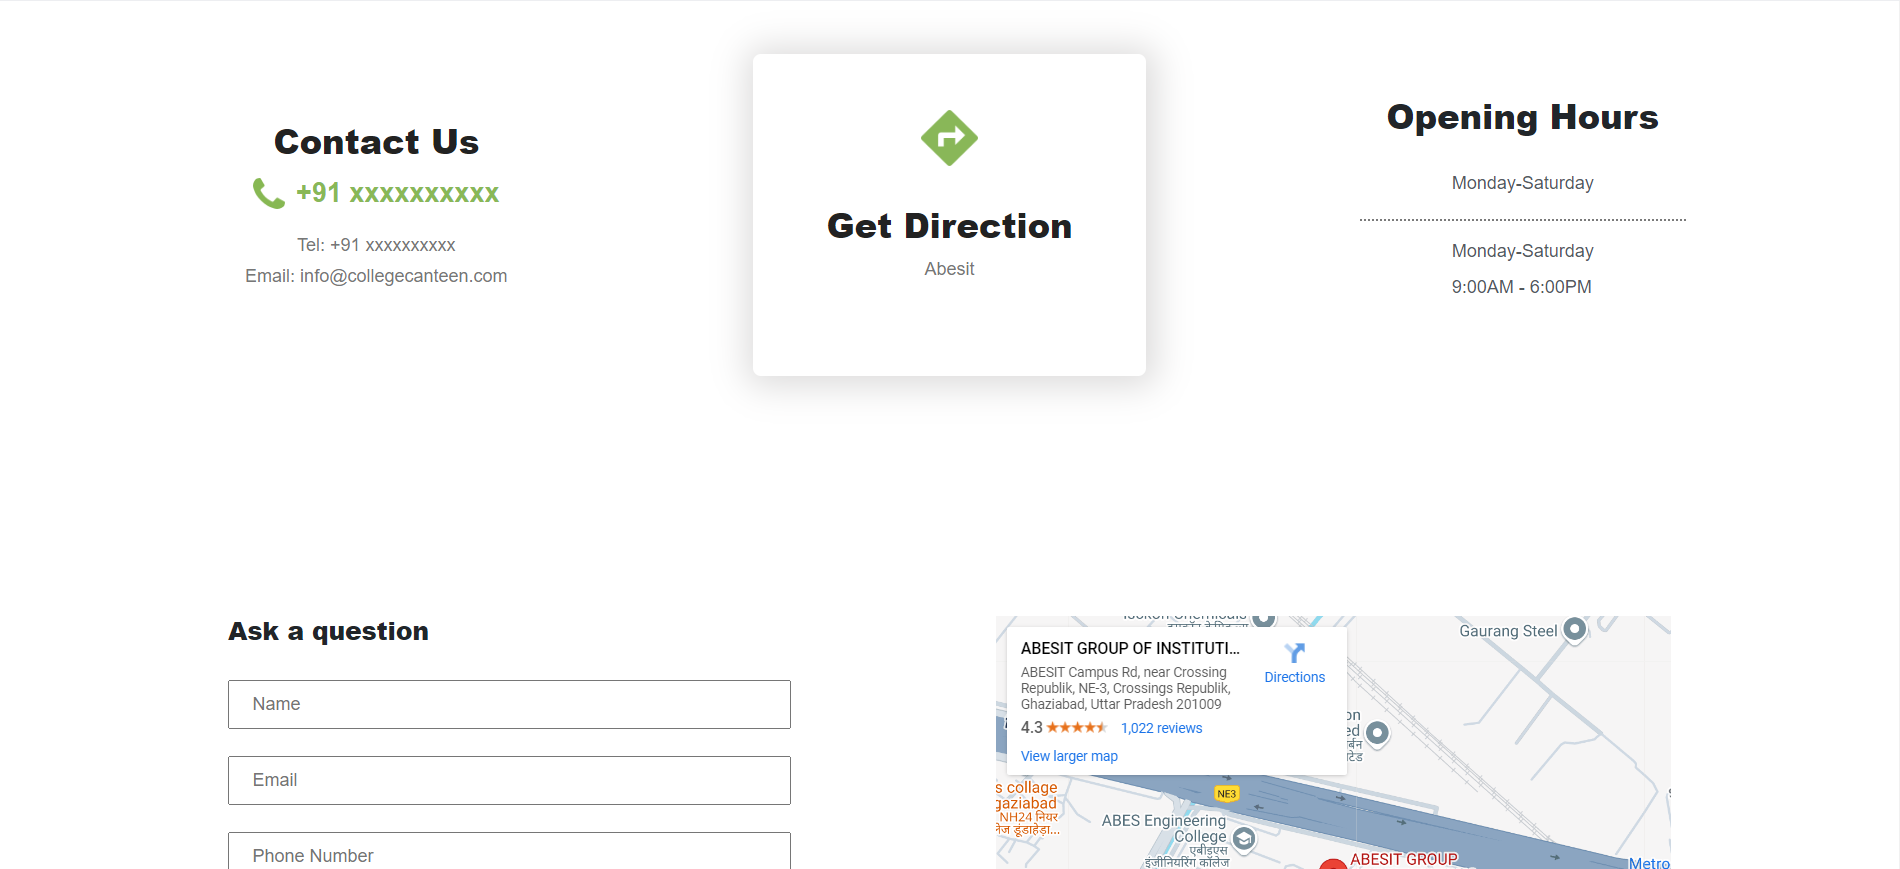 Contact Us
+91 xxxxxxxxxx
Tel: +91 xxxxxxxxxx
Email: info@collegecanteen.com
Get Direction
Abesit
Opening Hours
Monday-Saturday
Monday-Saturday
9:00AM - 6:00PM
Ask a question
Name
Email
Phone Number
Gaurang Steel
ABESIT GROUP OF INSTITUTI...
ABESIT Campus Rd, near Crossing
Republik, NE-3, Crossings Republik,
Ghaziabad, Uttar Pradesh 201009
Directions
4.3
1,022 reviews
View larger map
s collage
gaziabad
NH24 नियर
NE3
ABES Engineering
College
एबीइएस
इंजीनियरिंग कॉलेज
ABESIT GROUP
Metro